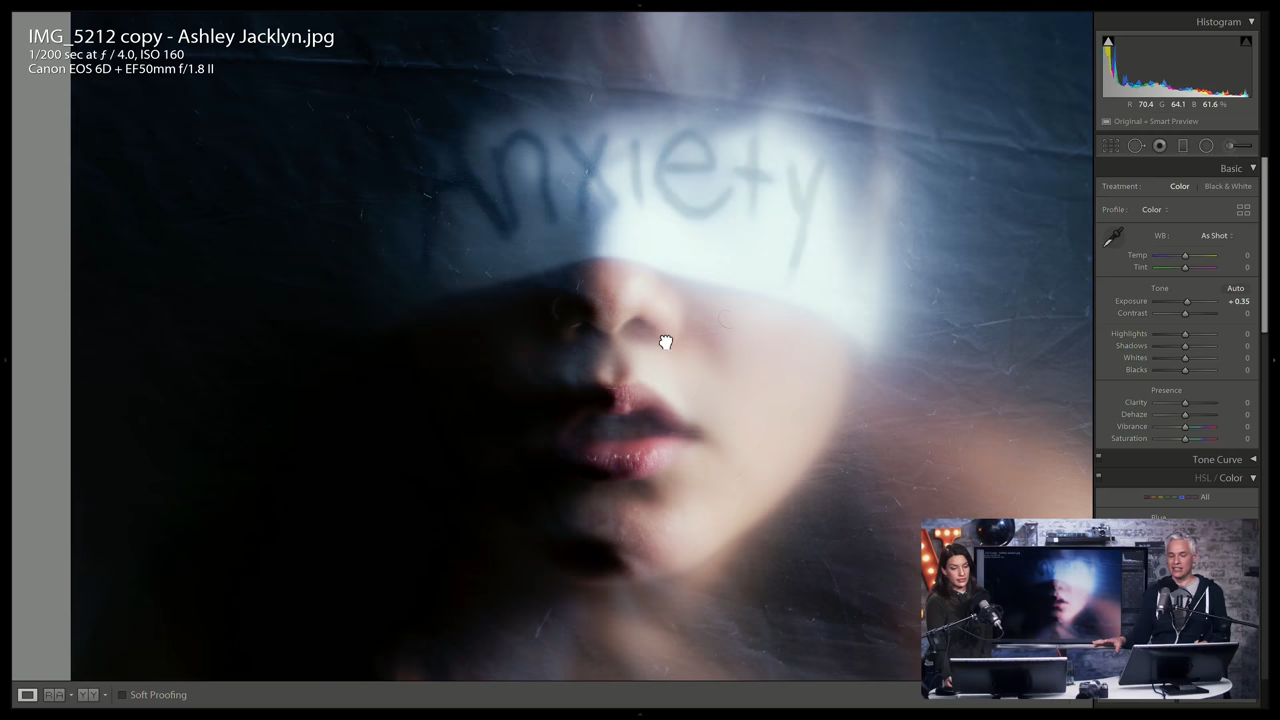 IMG_5212 copy - Ashley Jacklyn.jpg
1/200 sec at ƒ / 4.0, ISO 160
Canon EOS 6D + EF50mm f/1.8 II
Anxiety
Histogram
R 70.4 G 64.1 B 61.6 %
Original + Smart Preview
Basic
Treatment : Color Black & White
Profile : Color
WB : As Shot
Temp 0
Tint 0
Tone Auto
Exposure + 0.35
Contrast 0
Highlights 0
Shadows 0
Whites 0
Blacks 0
Presence
Clarity 0
Dehaze 0
Vibrance 0
Saturation 0
Tone Curve
HSL / Color
All
Blue
Soft Proofing